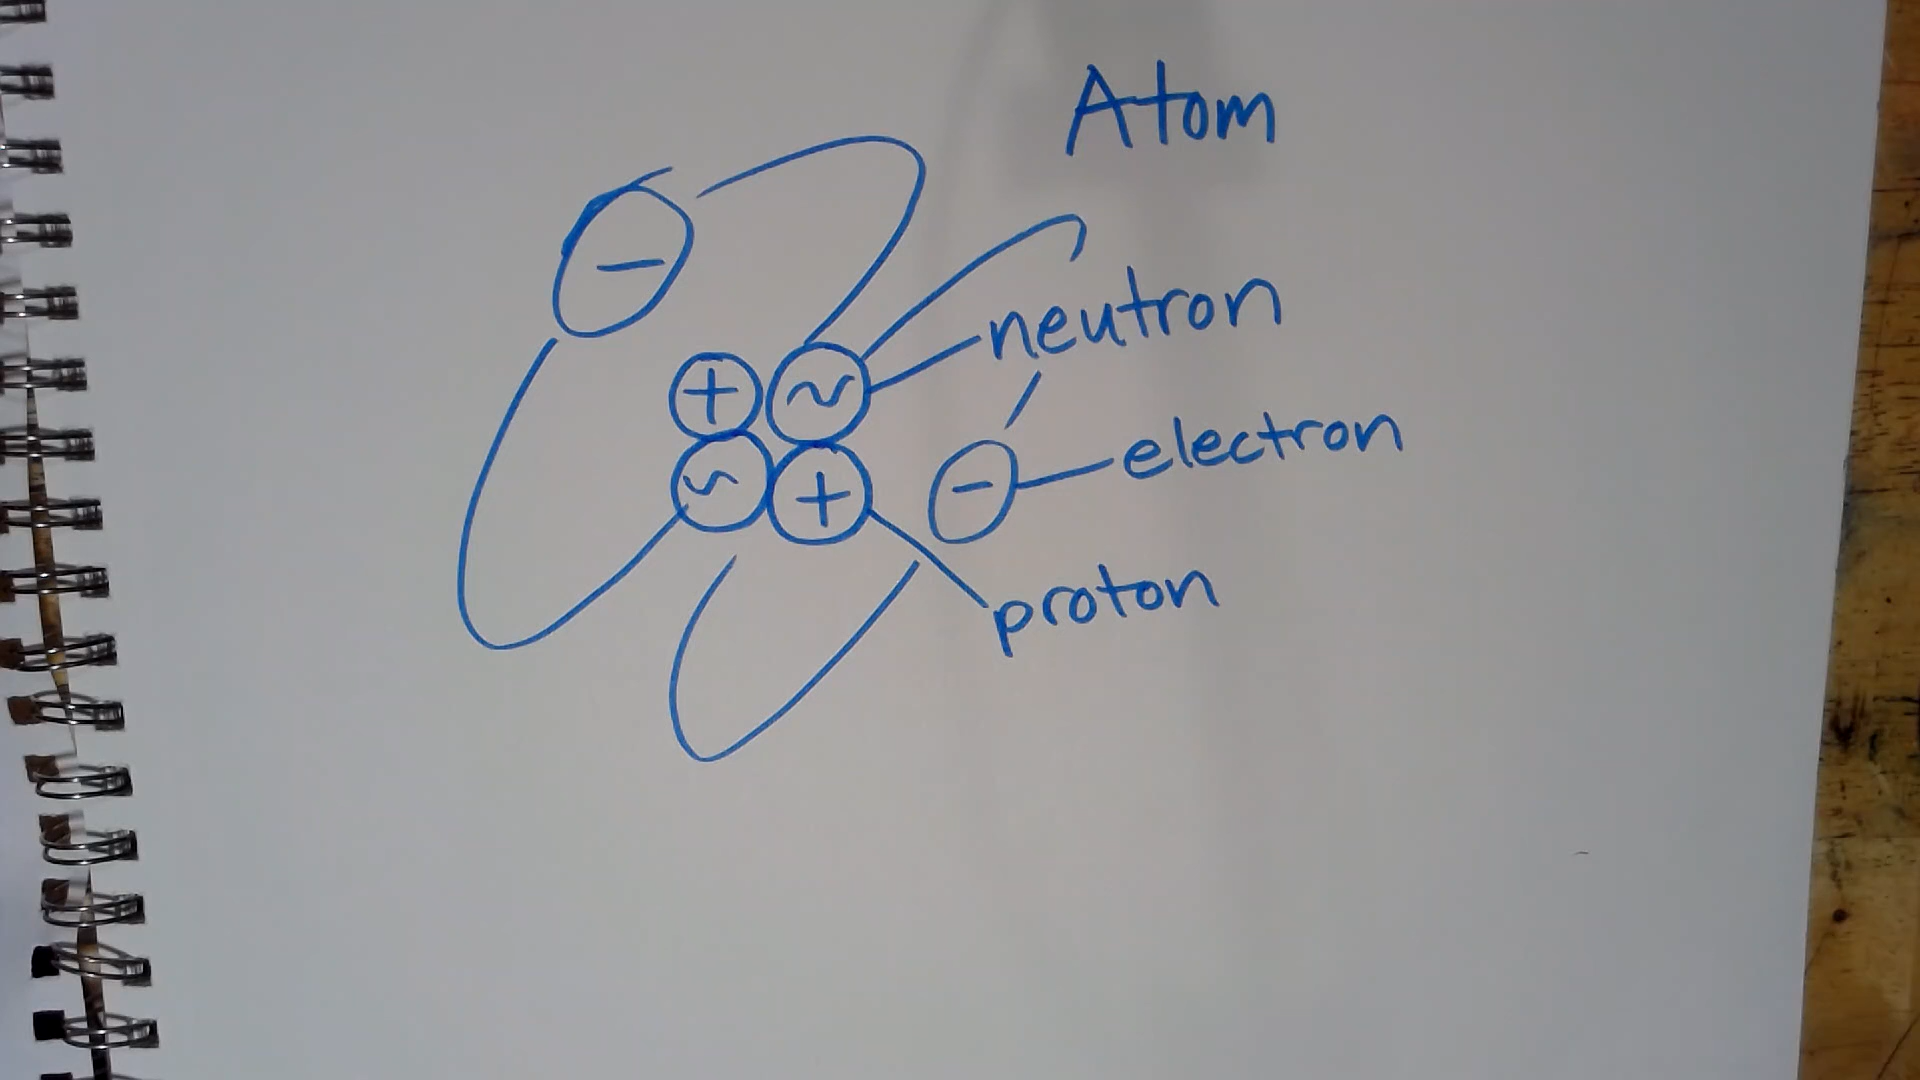 Atom
neutron
electron
proton
−
+
~
~
+
−